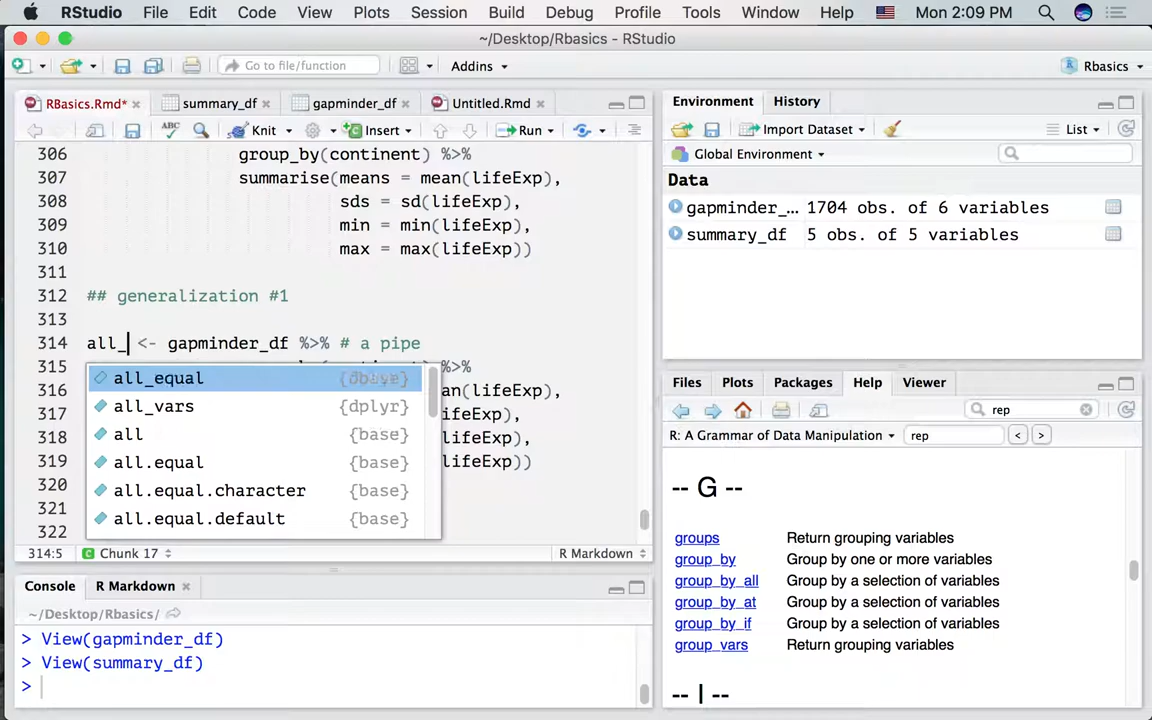 RStudio File Edit Code View Plots Session Build Debug Profile Tools Window Help Mon 2:09 PM
~/Desktop/Rbasics - RStudio
Go to file/function Addins Rbasics
RBasics.Rmd* summary_df gapminder_df Untitled.Rmd
ABC Knit Insert Run
306 group_by(continent) %>%
307 summarise(means = mean(lifeExp),
308 sds = sd(lifeExp),
309 min = min(lifeExp),
310 max = max(lifeExp))
311
312 ## generalization #1
313
314 all_ <- gapminder_df %>% # a pipe
315 %>%
316 an(lifeExp),
317 lifeExp),
318 lifeExp),
319 lifeExp))
320
321
322
all_equal
all_vars {dplyr}
all {base}
all.equal {base}
all.equal.character {base}
all.equal.default {base}
314:5 Chunk 17 R Markdown
Console R Markdown
~/Desktop/Rbasics/
> View(gapminder_df)
> View(summary_df)
>
Environment History
Import Dataset List
Global Environment
Data
gapminder_… 1704 obs. of 6 variables
summary_df 5 obs. of 5 variables
Files Plots Packages Help Viewer
rep
R: A Grammar of Data Manipulation rep < >
-- G --
groups Return grouping variables
group_by Group by one or more variables
group_by_all Group by a selection of variables
group_by_at Group by a selection of variables
group_by_if Group by a selection of variables
group_vars Return grouping variables
-- I --